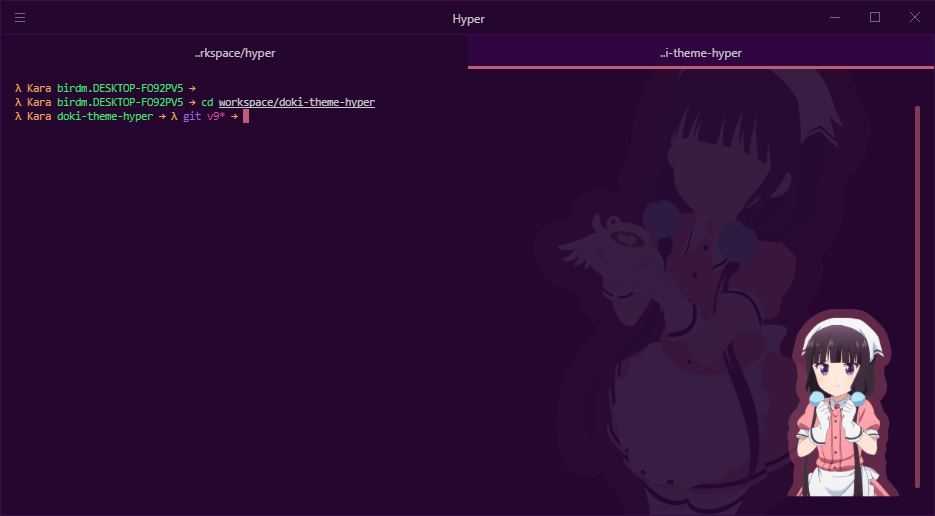 Hyper
..rkspace/hyper
..i-theme-hyper
λ Kara birdm.DESKTOP-FO92PV5 →
λ Kara birdm.DESKTOP-FO92PV5 → cd workspace/doki-theme-hyper
λ Kara doki-theme-hyper → λ git v9* →